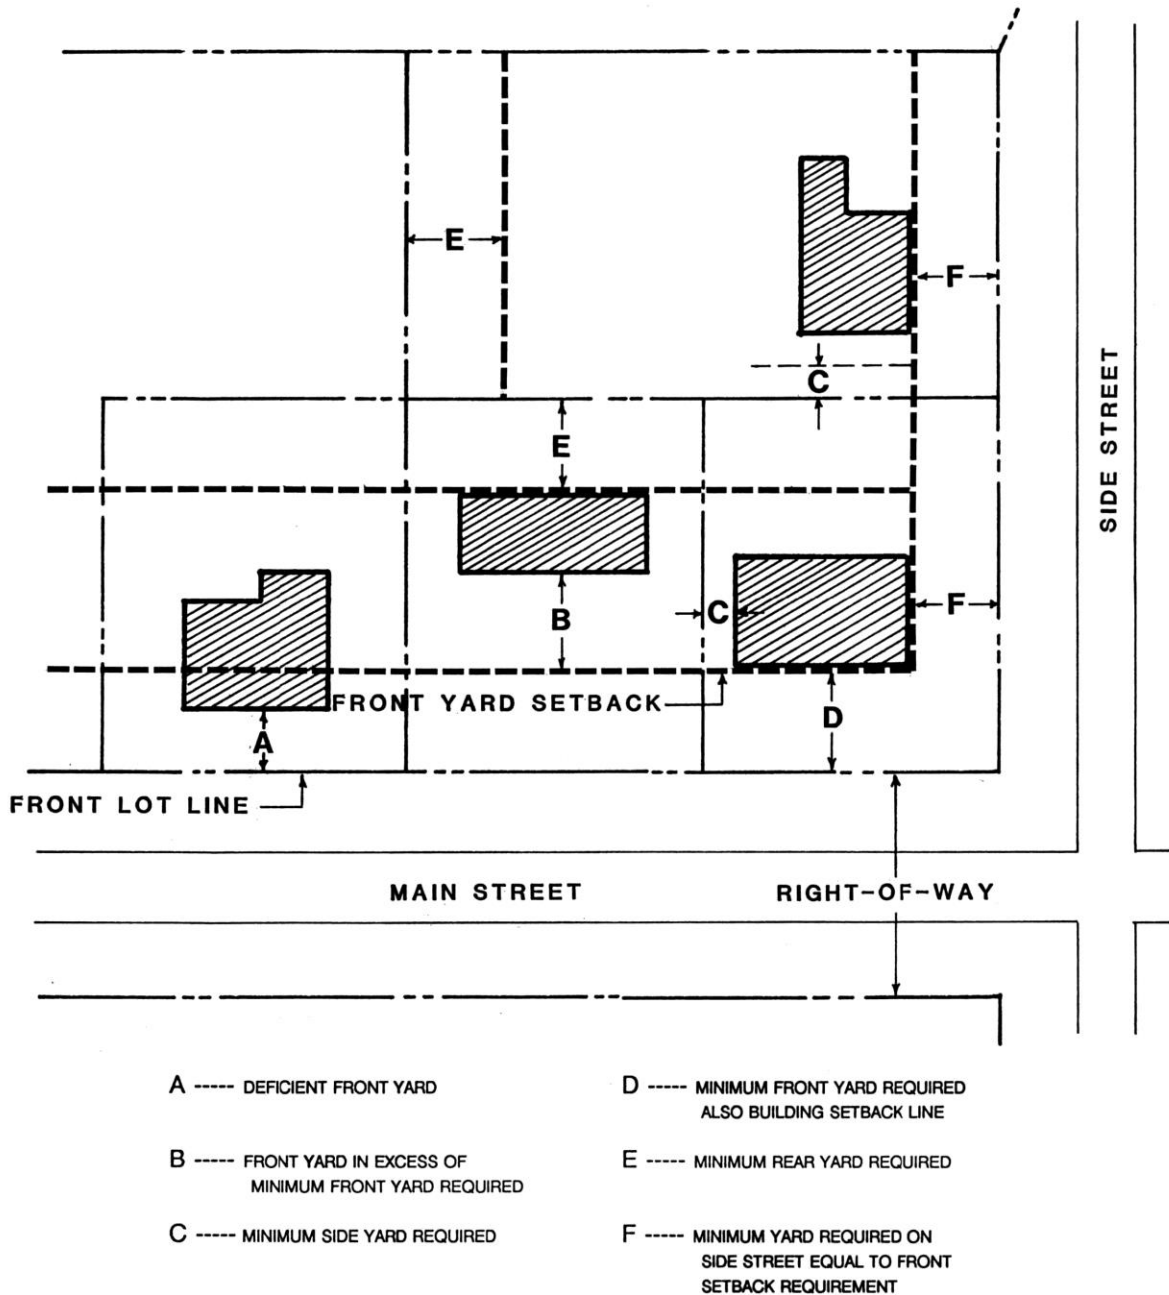 E
F
C
SIDE STREET
E
B
C
F
FRONT YARD SETBACK
D
A
FRONT LOT LINE
MAIN STREET
RIGHT-OF-WAY
A ----- DEFICIENT FRONT YARD
B ----- FRONT YARD IN EXCESS OF
MINIMUM FRONT YARD REQUIRED
C ----- MINIMUM SIDE YARD REQUIRED
D ----- MINIMUM FRONT YARD REQUIRED
ALSO BUILDING SETBACK LINE
E ----- MINIMUM REAR YARD REQUIRED
F ----- MINIMUM YARD REQUIRED ON
SIDE STREET EQUAL TO FRONT
SETBACK REQUIREMENT